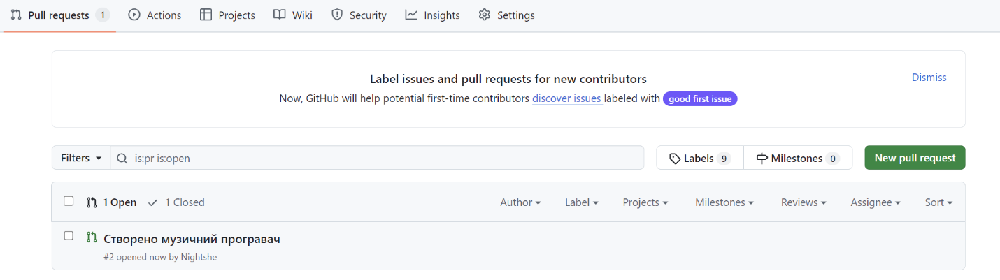 Pull requests 1 Actions Projects Wiki Security Insights Settings
Label issues and pull requests for new contributors
Dismiss
Now, GitHub will help potential first-time contributors discover issues labeled with good first issue
Filters is:pr is:open Labels 9 Milestones 0 New pull request
1 Open 1 Closed Author Label Projects Milestones Reviews Assignee Sort
Створено музичний програвач
#2 opened now by Nightshe